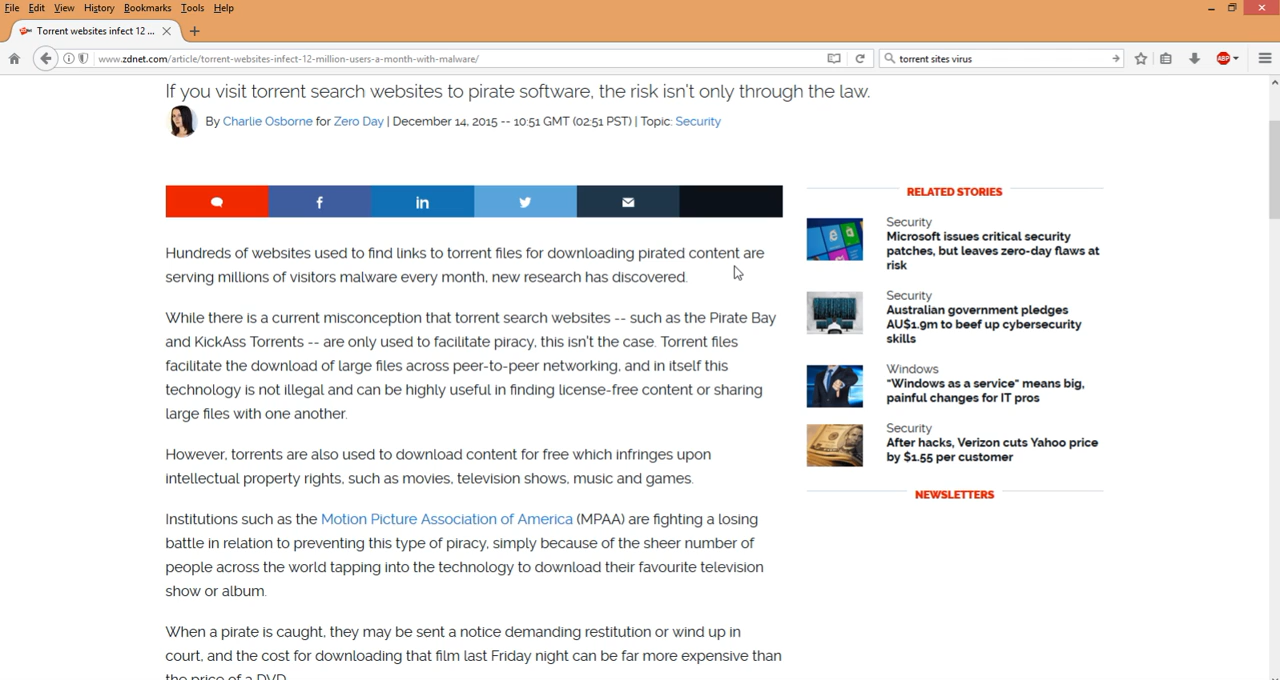 File Edit View History Bookmarks Tools Help
Torrent websites infect 12 ...
www.zdnet.com/article/torrent-websites-infect-12-million-users-a-month-with-malware/
torrent sites virus
ABP
If you visit torrent search websites to pirate software, the risk isn't only through the law.
By Charlie Osborne for Zero Day | December 14, 2015 -- 10:51 GMT (02:51 PST) | Topic: Security
f in
Hundreds of websites used to find links to torrent files for downloading pirated content are
serving millions of visitors malware every month, new research has discovered.
While there is a current misconception that torrent search websites -- such as the Pirate Bay
and KickAss Torrents -- are only used to facilitate piracy, this isn't the case. Torrent files
facilitate the download of large files across peer-to-peer networking, and in itself this
technology is not illegal and can be highly useful in finding license-free content or sharing
large files with one another.
However, torrents are also used to download content for free which infringes upon
intellectual property rights, such as movies, television shows, music and games.
Institutions such as the Motion Picture Association of America (MPAA) are fighting a losing
battle in relation to preventing this type of piracy, simply because of the sheer number of
people across the world tapping into the technology to download their favourite television
show or album.
When a pirate is caught, they may be sent a notice demanding restitution or wind up in
court, and the cost for downloading that film last Friday night can be far more expensive than
the price of a DVD.
RELATED STORIES
Security
Microsoft issues critical security
patches, but leaves zero-day flaws at
risk
Security
Australian government pledges
AU$1.9m to beef up cybersecurity
skills
Windows
"Windows as a service" means big,
painful changes for IT pros
Security
After hacks, Verizon cuts Yahoo price
by $1.55 per customer
NEWSLETTERS